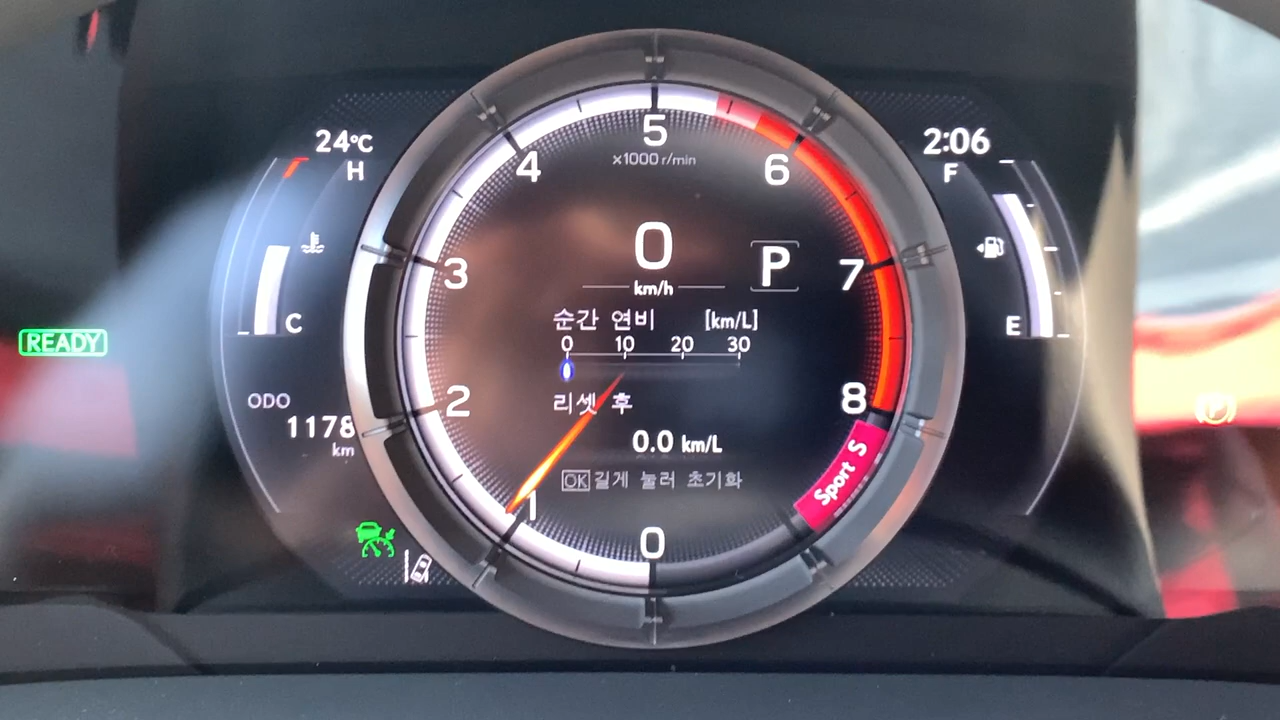 24°C
2:06
H
F
5
x1000 r/min
4
6
0
P
km/h
3
7
C
E
순간 연비 [km/L]
0 10 20 30
READY
ODO
1178
km
2
리셋 후
8
0.0 km/L
OK 길게 눌러 초기화
Sport S
1
0